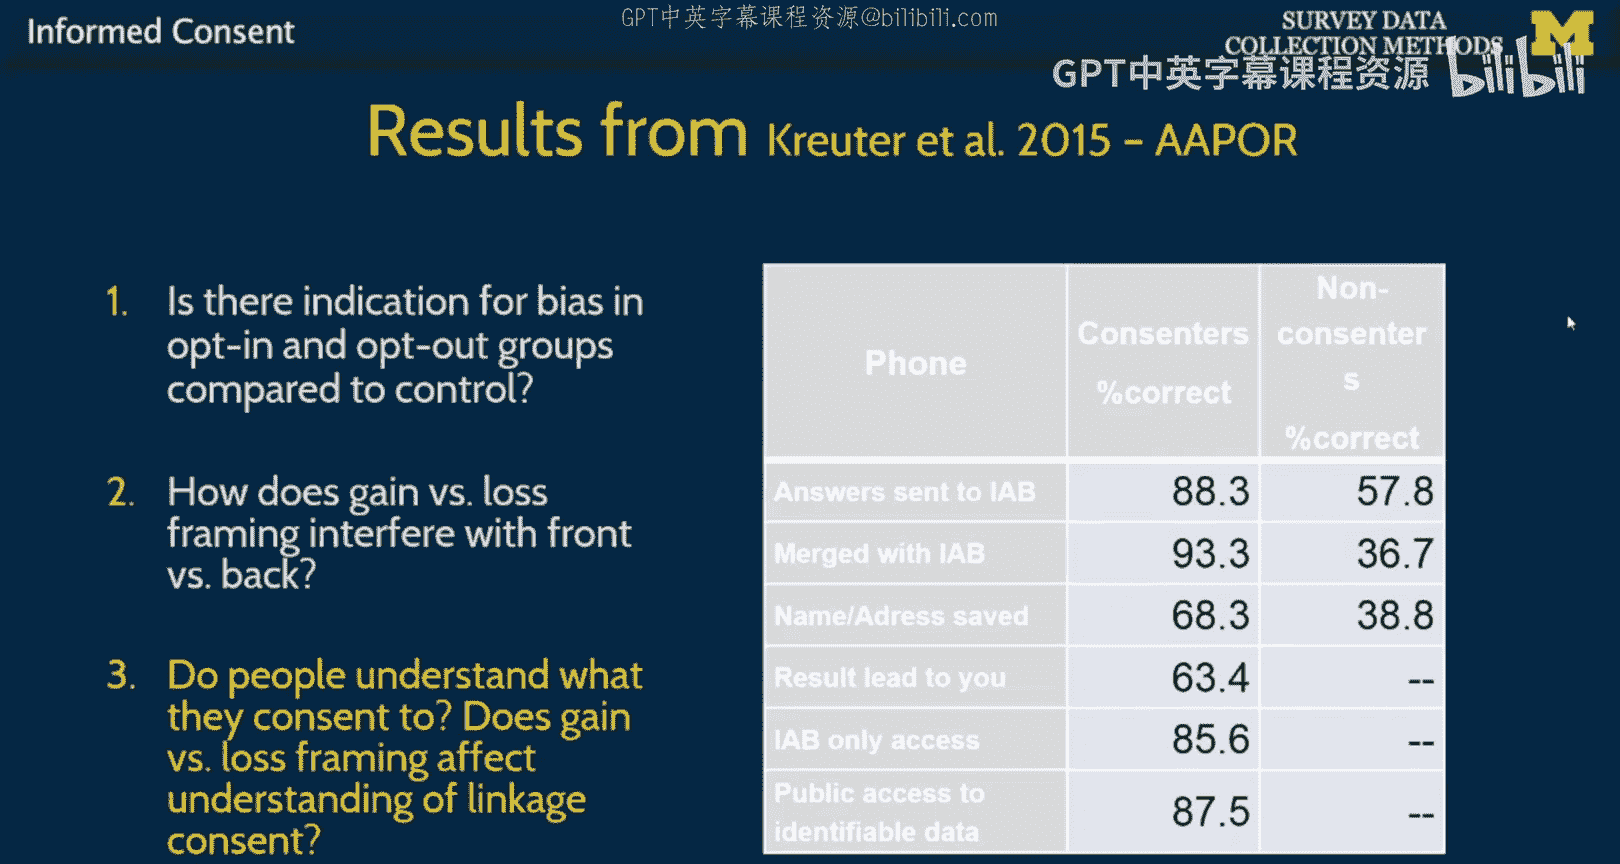 Informed Consent
GPT中英字幕课程资源@bilibili.com
SURVEY DATA
COLLECTION METHODS
M
GPT中英字幕课程资源 bilibili
Results from Kreuter et al. 2015 – AAPOR
1. Is there indication for bias in
opt-in and opt-out groups
compared to control?
2. How does gain vs. loss
framing interfere with front
vs. back?
3. Do people understand what
they consent to? Does gain
vs. loss framing affect
understanding of linkage
consent?
Phone
Consenters
%correct
Non-
consenter
s
%correct
Answers sent to IAB 88.3 57.8
Merged with IAB 93.3 36.7
Name/Adress saved 68.3 38.8
Result lead to you 63.4 --
IAB only access 85.6 --
Public access to
identifiable data 87.5 --